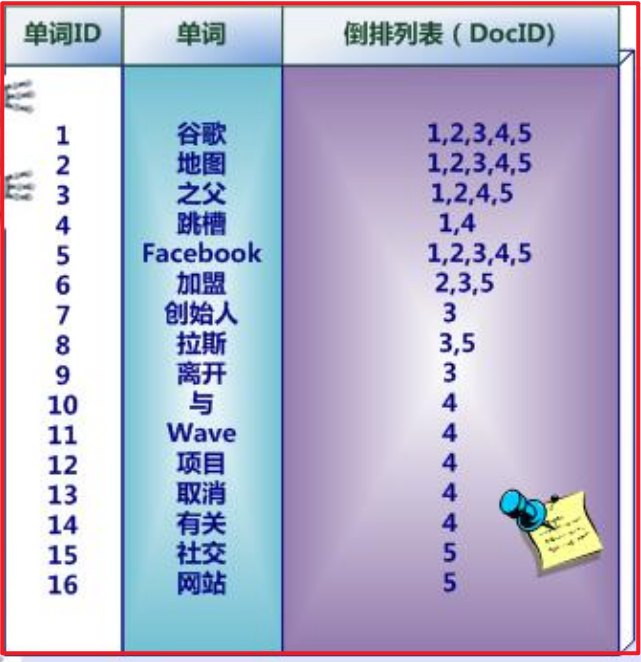 单词ID 单词 倒排列表（DocID)
1 谷歌 1,2,3,4,5
2 地图 1,2,3,4,5
3 之父 1,2,4,5
4 跳槽 1,4
5 Facebook 1,2,3,4,5
6 加盟 2,3,5
7 创始人 3
8 拉斯 3,5
9 离开 3
10 与 4
11 Wave 4
12 项目 4
13 取消 4
14 有关 4
15 社交 5
16 网站 5